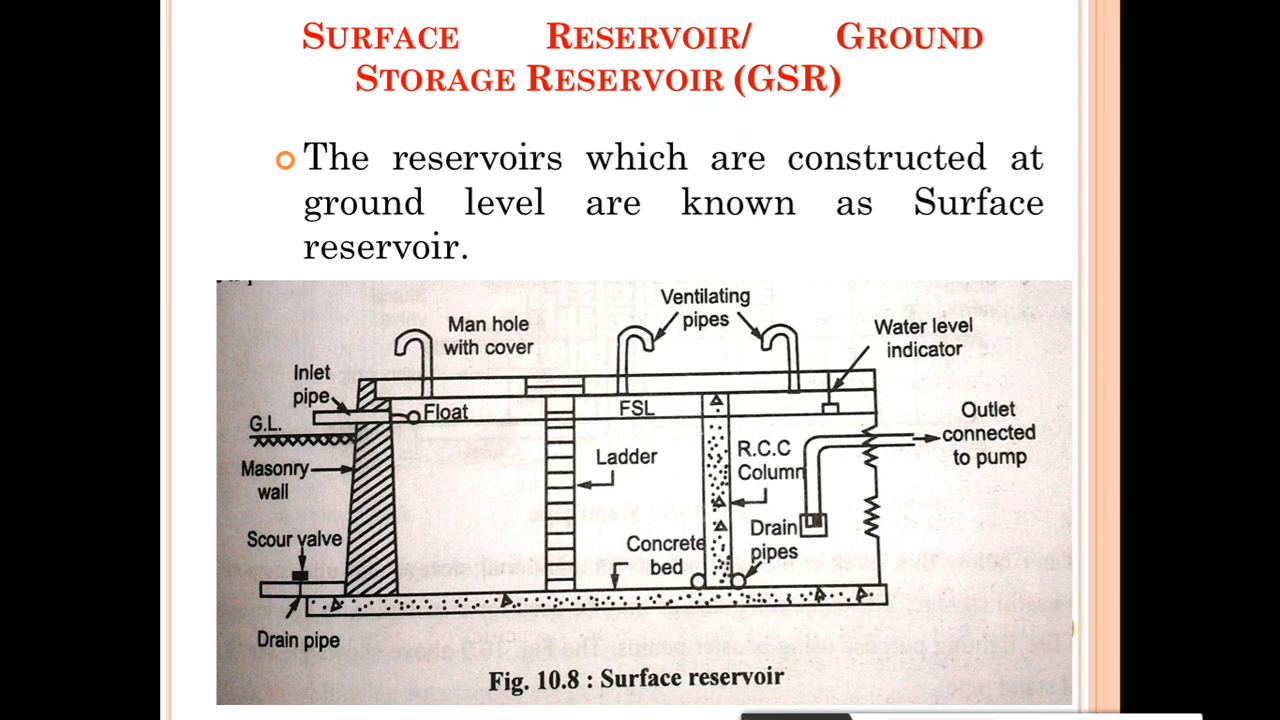 SURFACE RESERVOIR/ GROUND
STORAGE RESERVOIR (GSR)
The reservoirs which are constructed at
ground level are known as Surface
reservoir.
Ventilating
pipes
Man hole
with cover
Water level
indicator
Inlet
pipe
Float
FSL
G.L.
Outlet
connected
to pump
Masonry
wall
Ladder
R.C.C
Column
Scour valve
Concrete
bed
Drain
pipes
Drain pipe
Fig. 10.8 : Surface reservoir